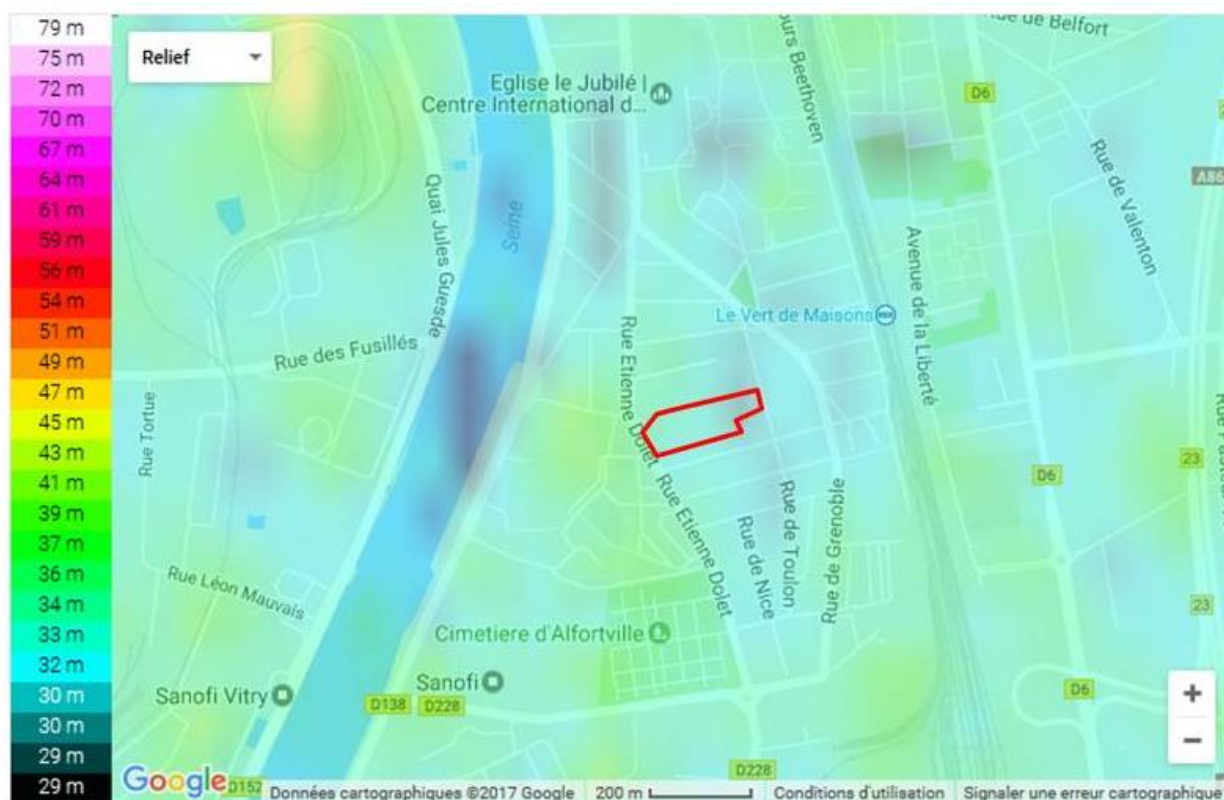 79 m
75 m
72 m
70 m
67 m
64 m
61 m
59 m
56 m
54 m
51 m
49 m
47 m
45 m
43 m
41 m
39 m
37 m
36 m
34 m
33 m
32 m
30 m
30 m
29 m
29 m
Relief
Rue de Belfort
Eglise le Jubilé |
Centre International d...
ours Beethoven
D6
A86
Rue de Valenton
Quai Jules Guesde
Seine
Avenue de la Liberté
Le Vert de Maisons
RER
Rue des Fusillés
Rue Etienne Dolet
Rue Tortue
23
D6
Rue Etienne Dolet
Rue de Nice
Rue de Toulon
Rue de Grenoble
Rue Léon Mauvais
23
Cimetiere d'Alfortville
Sanofi Vitry
Sanofi
D138
D228
D6
+
−
D228
Google
D152
Données cartographiques ©2017 Google
200 m
Conditions d'utilisation
Signaler une erreur cartographique